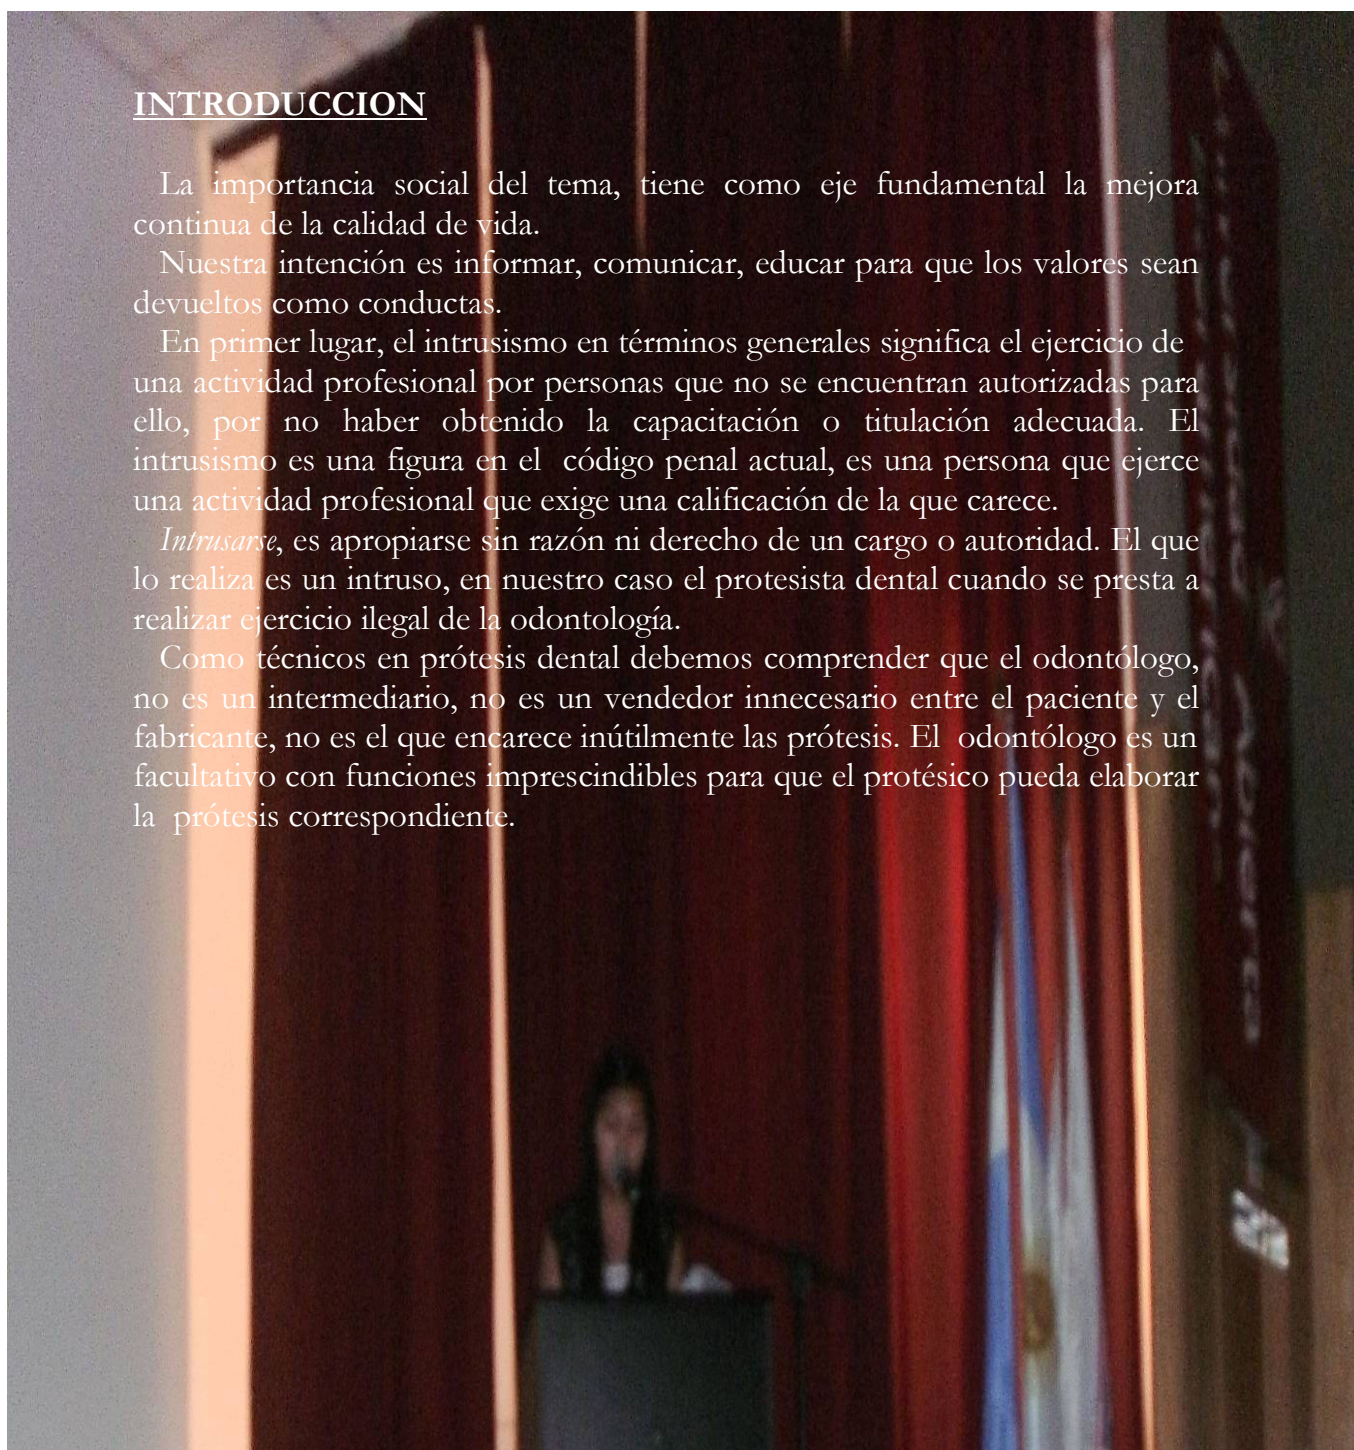 INTRODUCCION
La importancia social del tema, tiene como eje fundamental la mejora
continua de la calidad de vida.
Nuestra intención es informar, comunicar, educar para que los valores sean
devueltos como conductas.
En primer lugar, el intrusismo en términos generales significa el ejercicio de
una actividad profesional por personas que no se encuentran autorizadas para
ello, por no haber obtenido la capacitación o titulación adecuada. El
intrusismo es una figura en el código penal actual, es una persona que ejerce
una actividad profesional que exige una calificación de la que carece.
Intrusarse, es apropiarse sin razón ni derecho de un cargo o autoridad. El que
lo realiza es un intruso, en nuestro caso el protesista dental cuando se presta a
realizar ejercicio ilegal de la odontología.
Como técnicos en prótesis dental debemos comprender que el odontólogo,
no es un intermediario, no es un vendedor innecesario entre el paciente y el
fabricante, no es el que encarece inútilmente las prótesis. El odontólogo es un
facultativo con funciones imprescindibles para que el protésico pueda elaborar
la prótesis correspondiente.